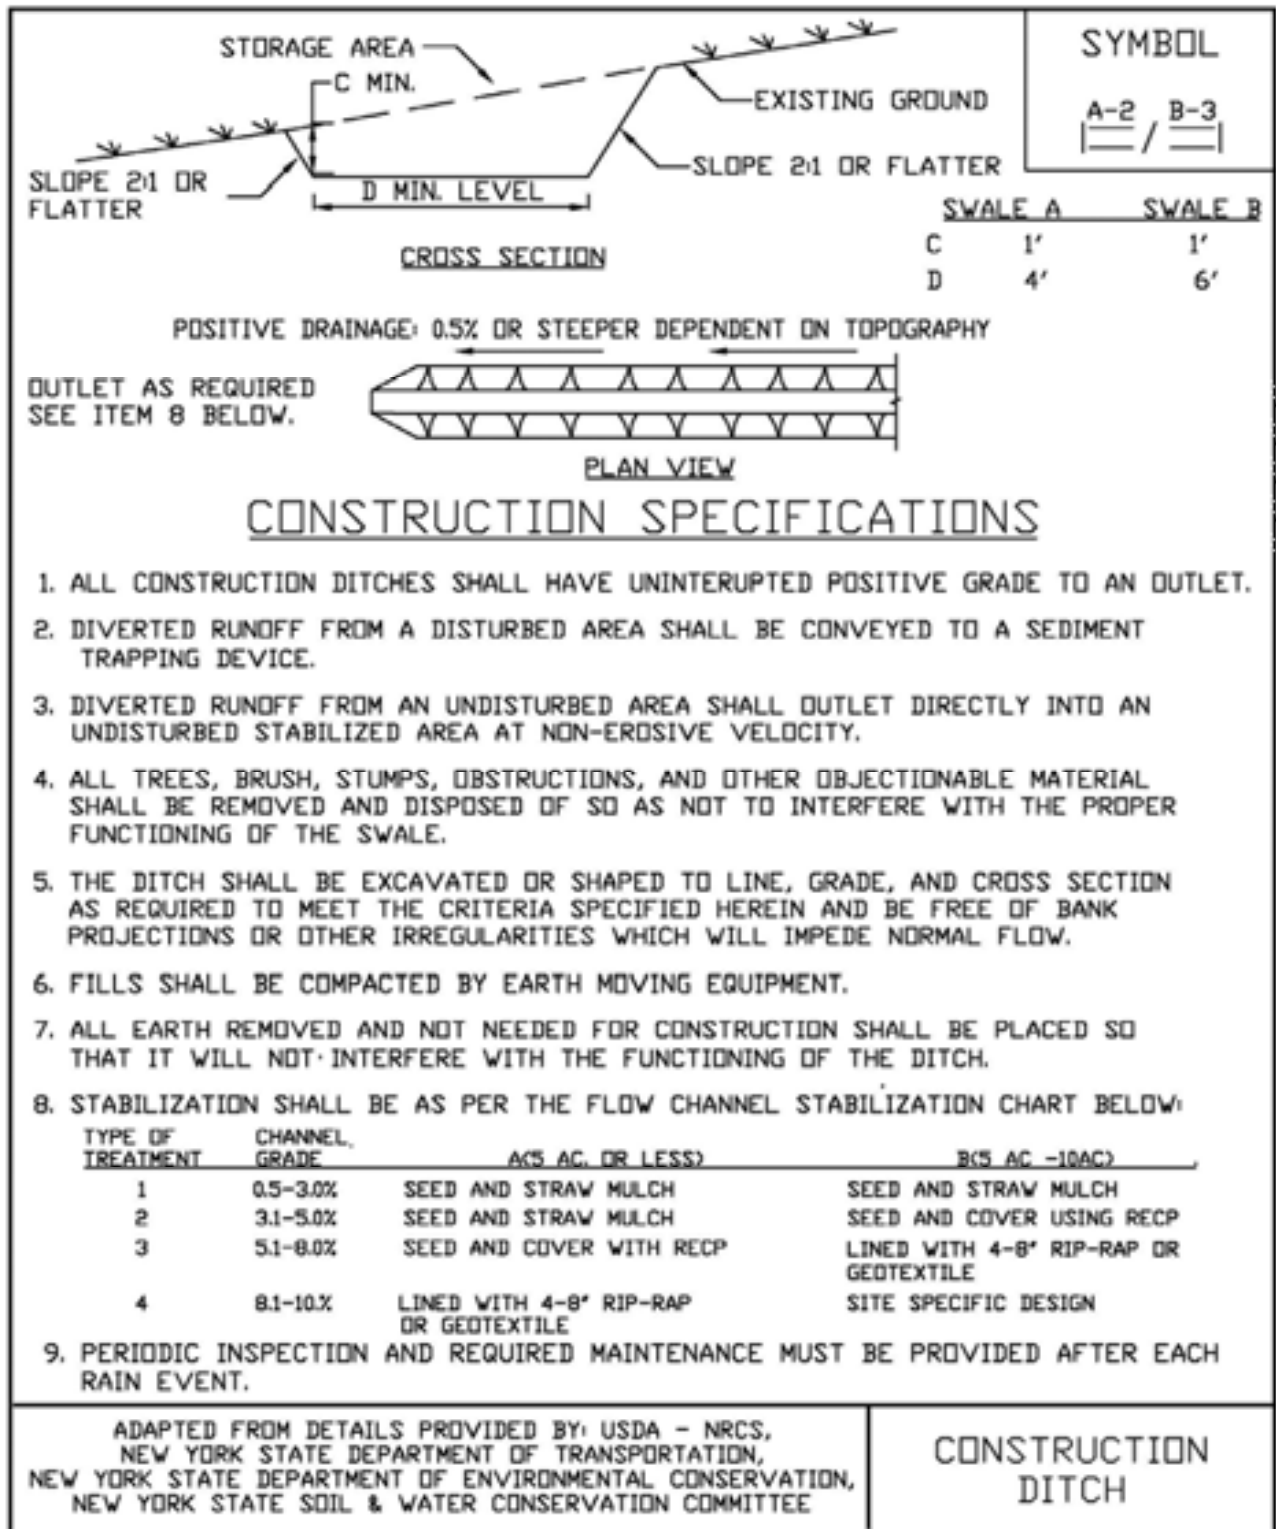 STORAGE AREA
C MIN.
EXISTING GROUND
SLOPE 2:1 OR
FLATTER
D MIN. LEVEL
SLOPE 2:1 OR FLATTER
CROSS SECTION
SYMBOL
A-2 / B-3
SWALE A SWALE B
C 1' 1'
D 4' 6'
POSITIVE DRAINAGE: 0.5% OR STEEPER DEPENDENT ON TOPOGRAPHY
OUTLET AS REQUIRED
SEE ITEM 8 BELOW.
PLAN VIEW
CONSTRUCTION SPECIFICATIONS
1. ALL CONSTRUCTION DITCHES SHALL HAVE UNINTERUPTED POSITIVE GRADE TO AN OUTLET.
2. DIVERTED RUNOFF FROM A DISTURBED AREA SHALL BE CONVEYED TO A SEDIMENT
TRAPPING DEVICE.
3. DIVERTED RUNOFF FROM AN UNDISTURBED AREA SHALL OUTLET DIRECTLY INTO AN
UNDISTURBED STABILIZED AREA AT NON-EROSIVE VELOCITY.
4. ALL TREES, BRUSH, STUMPS, OBSTRUCTIONS, AND OTHER OBJECTIONABLE MATERIAL
SHALL BE REMOVED AND DISPOSED OF SO AS NOT TO INTERFERE WITH THE PROPER
FUNCTIONING OF THE SWALE.
5. THE DITCH SHALL BE EXCAVATED OR SHAPED TO LINE, GRADE, AND CROSS SECTION
AS REQUIRED TO MEET THE CRITERIA SPECIFIED HEREIN AND BE FREE OF BANK
PROJECTIONS OR OTHER IRREGULARITIES WHICH WILL IMPEDE NORMAL FLOW.
6. FILLS SHALL BE COMPACTED BY EARTH MOVING EQUIPMENT.
7. ALL EARTH REMOVED AND NOT NEEDED FOR CONSTRUCTION SHALL BE PLACED SO
THAT IT WILL NOT INTERFERE WITH THE FUNCTIONING OF THE DITCH.
8. STABILIZATION SHALL BE AS PER THE FLOW CHANNEL STABILIZATION CHART BELOW:
TYPE OF CHANNEL
TREATMENT GRADE A(5 AC. OR LESS) B(5 AC -10AC)
1 0.5-3.0% SEED AND STRAW MULCH SEED AND STRAW MULCH
2 3.1-5.0% SEED AND STRAW MULCH SEED AND COVER USING RECP
3 5.1-8.0% SEED AND COVER WITH RECP LINED WITH 4-8" RIP-RAP OR
GEOTEXTILE
4 8.1-10.% LINED WITH 4-8" RIP-RAP SITE SPECIFIC DESIGN
OR GEOTEXTILE
9. PERIODIC INSPECTION AND REQUIRED MAINTENANCE MUST BE PROVIDED AFTER EACH
RAIN EVENT.
ADAPTED FROM DETAILS PROVIDED BY: USDA - NRCS,
NEW YORK STATE DEPARTMENT OF TRANSPORTATION,
NEW YORK STATE DEPARTMENT OF ENVIRONMENTAL CONSERVATION,
NEW YORK STATE SOIL & WATER CONSERVATION COMMITTEE
CONSTRUCTION
DITCH